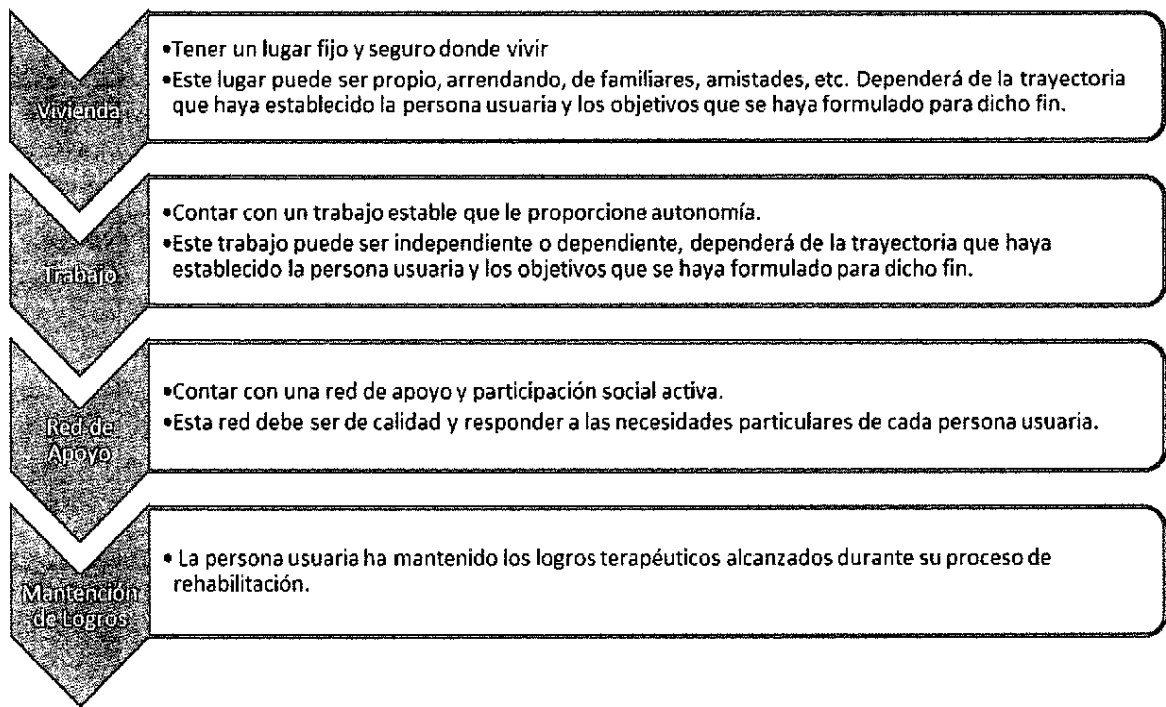 Vivienda
•Tener un lugar fijo y seguro donde vivir
•Este lugar puede ser propio, arrendando, de familiares, amistades, etc. Dependerá de la trayectoria
que haya establecido la persona usuaria y los objetivos que se haya formulado para dicho fin.
Trabajo
•Contar con un trabajo estable que le proporcione autonomía.
•Este trabajo puede ser independiente o dependiente, dependerá de la trayectoria que haya
establecido la persona usuaria y los objetivos que se haya formulado para dicho fin.
Red de
Apoyo
•Contar con una red de apoyo y participación social activa.
•Esta red debe ser de calidad y responder a las necesidades particulares de cada persona usuaria.
Mantención
de Logros
• La persona usuaria ha mantenido los logros terapéuticos alcanzados durante su proceso de
rehabilitación.